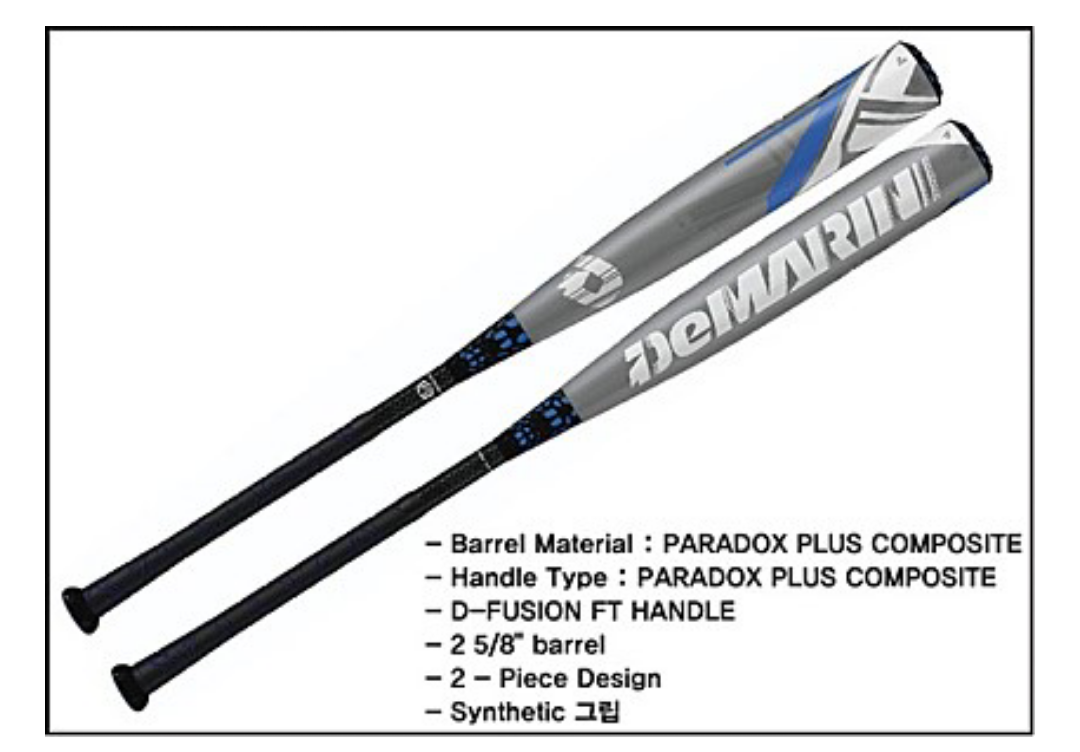 DeMARINI
- Barrel Material : PARADOX PLUS COMPOSITE
- Handle Type : PARADOX PLUS COMPOSITE
- D-FUSION FT HANDLE
- 2 5/8" barrel
- 2 - Piece Design
- Synthetic 그립